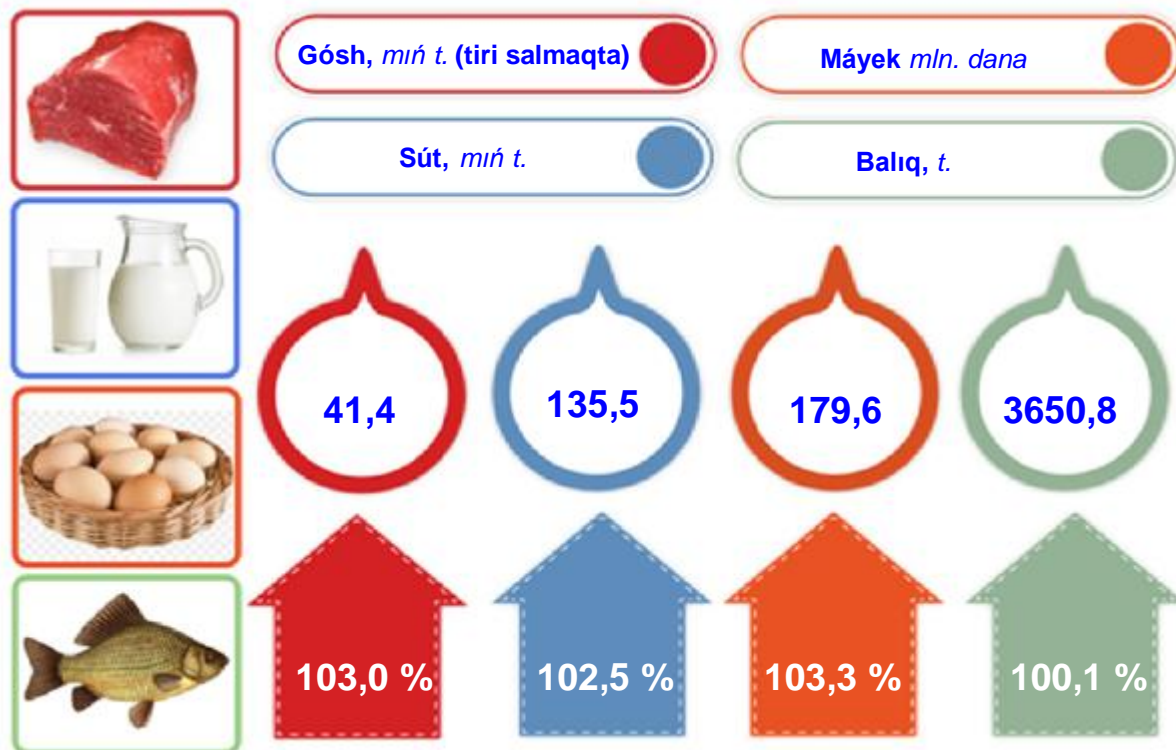 Gósh, mıń t. (tiri salmaqta)
Máyek mln. dana
Sút, mıń t.
Balıq, t.
41,4
135,5
179,6
3650,8
103,0 %
102,5 %
103,3 %
100,1 %